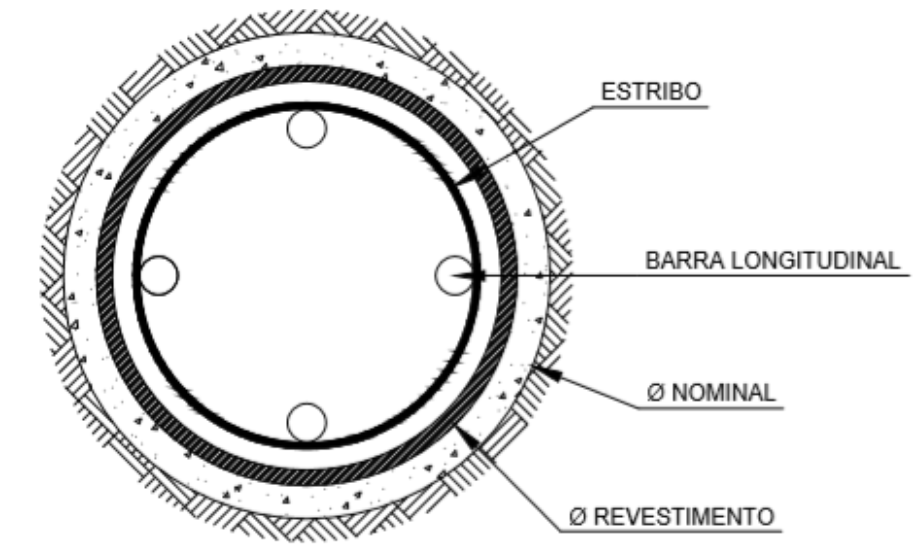 ESTRIBO
BARRA LONGITUDINAL
Ø NOMINAL
Ø REVESTIMENTO